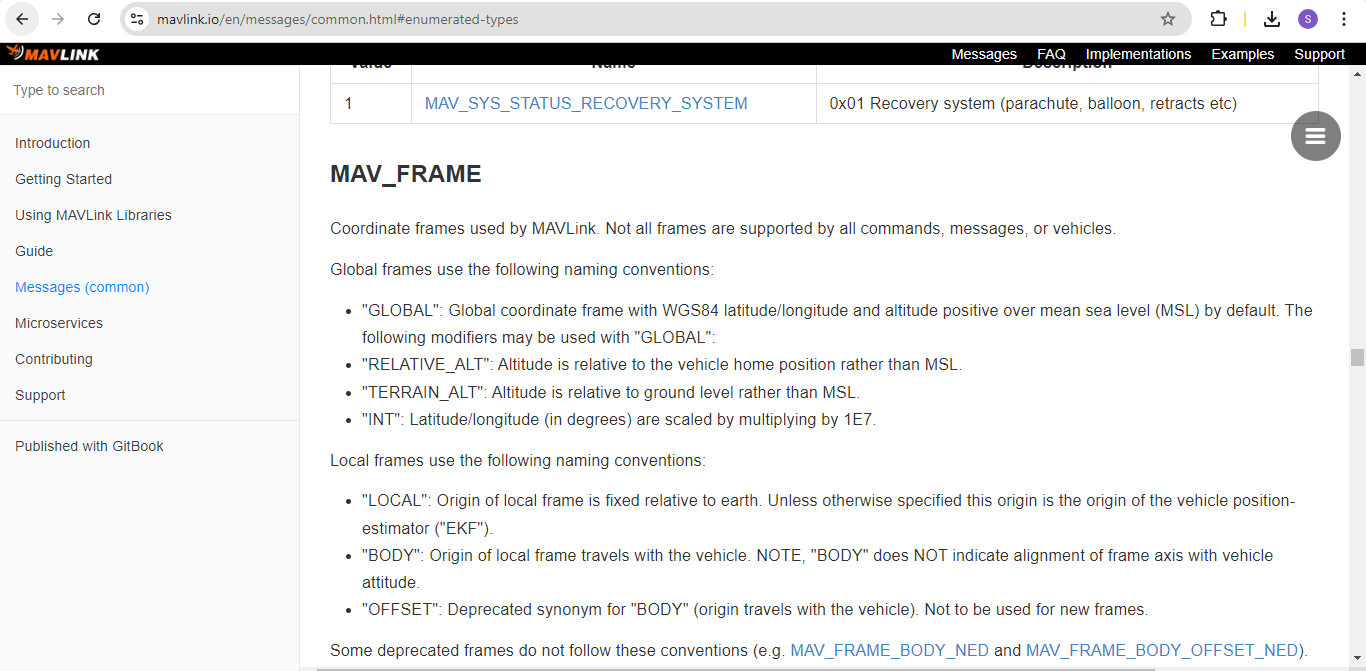 mavlink.io/en/messages/common.html#enumerated-types
S
MAVLINK
Messages FAQ Implementations Examples Support
Type to search
Introduction
Getting Started
Using MAVLink Libraries
Guide
Messages (common)
Microservices
Contributing
Support
Published with GitBook
Value Name Description
1 MAV_SYS_STATUS_RECOVERY_SYSTEM 0x01 Recovery system (parachute, balloon, retracts etc)
MAV_FRAME
Coordinate frames used by MAVLink. Not all frames are supported by all commands, messages, or vehicles.
Global frames use the following naming conventions:
• "GLOBAL": Global coordinate frame with WGS84 latitude/longitude and altitude positive over mean sea level (MSL) by default. The
following modifiers may be used with "GLOBAL":
• "RELATIVE_ALT": Altitude is relative to the vehicle home position rather than MSL.
• "TERRAIN_ALT": Altitude is relative to ground level rather than MSL.
• "INT": Latitude/longitude (in degrees) are scaled by multiplying by 1E7.
Local frames use the following naming conventions:
• "LOCAL": Origin of local frame is fixed relative to earth. Unless otherwise specified this origin is the origin of the vehicle position-
estimator ("EKF").
• "BODY": Origin of local frame travels with the vehicle. NOTE, "BODY" does NOT indicate alignment of frame axis with vehicle
attitude.
• "OFFSET": Deprecated synonym for "BODY" (origin travels with the vehicle). Not to be used for new frames.
Some deprecated frames do not follow these conventions (e.g. MAV_FRAME_BODY_NED and MAV_FRAME_BODY_OFFSET_NED).